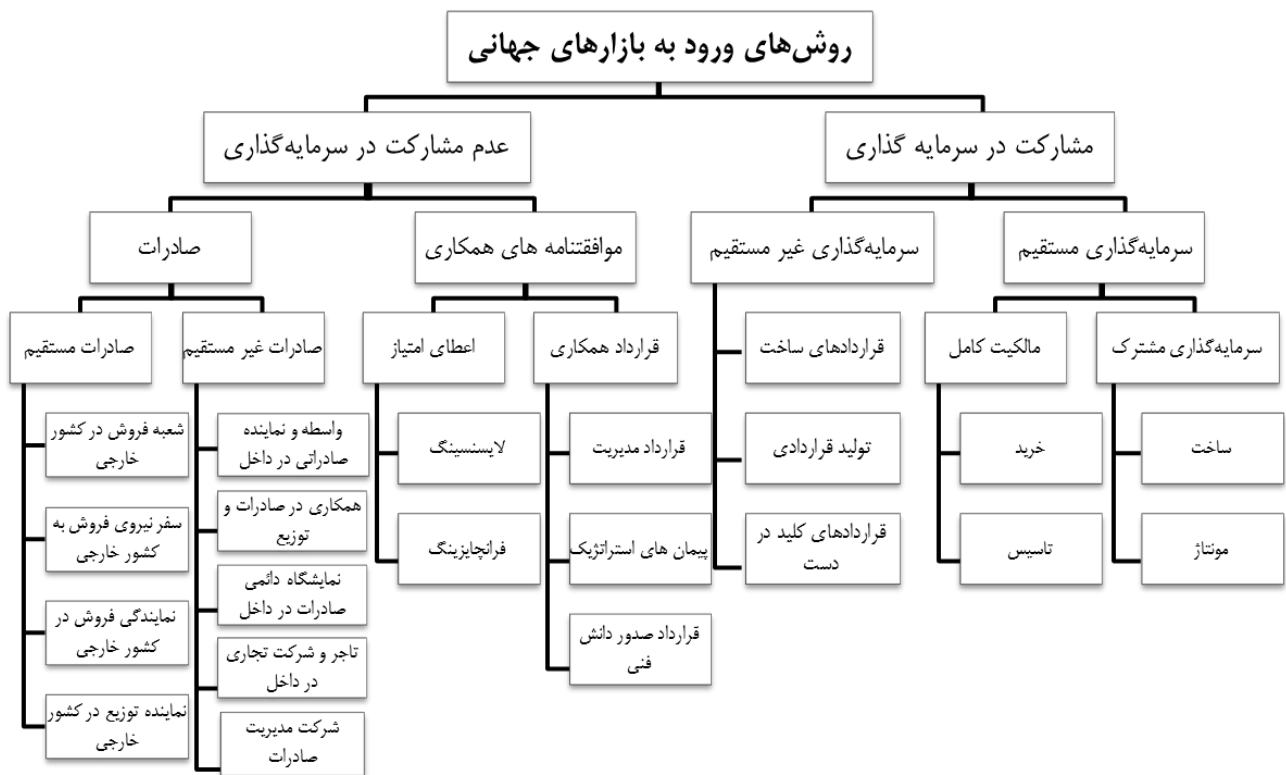 روش‌های ورود به بازارهای جهانی
مشارکت در سرمایه گذاری
عدم مشارکت در سرمایه‌گذاری
سرمایه‌گذاری مستقیم
سرمایه‌گذاری غیر مستقیم
موافقتنامه های همکاری
صادرات
سرمایه‌گذاری مشترک
ساخت
مونتاژ
مالکیت کامل
خرید
تاسیس
قراردادهای ساخت
تولید قراردادی
قراردادهای کلید در
دست
قرارداد همکاری
قرارداد مدیریت
پیمان های استراتژیک
قرارداد صدور دانش
فنی
اعطای امتیاز
لایسنسینگ
فرانچایزینگ
صادرات غیر مستقیم
واسطه و نماینده
صادراتی در داخل
همکاری در صادرات و
توزیع
نمایشگاه دائمی
صادرات در داخل
تاجر و شرکت تجاری
در داخل
شرکت مدیریت
صادرات
صادرات مستقیم
شعبه فروش در کشور
خارجی
سفر نیروی فروش به
کشور خارجی
نمایندگی فروش در
کشور خارجی
نماینده توزیع در کشور
خارجی